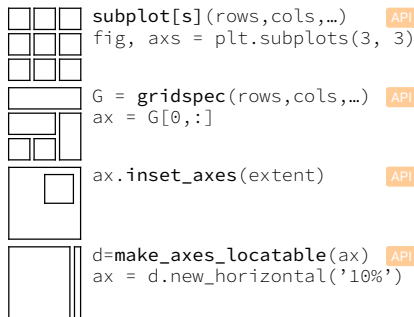 subplot[s](rows,cols,…) API
fig, axs = plt.subplots(3, 3)
G = gridspec(rows,cols,…) API
ax = G[0,:]
ax.inset_axes(extent) API
d=make_axes_locatable(ax) API
ax = d.new_horizontal(’10%’)